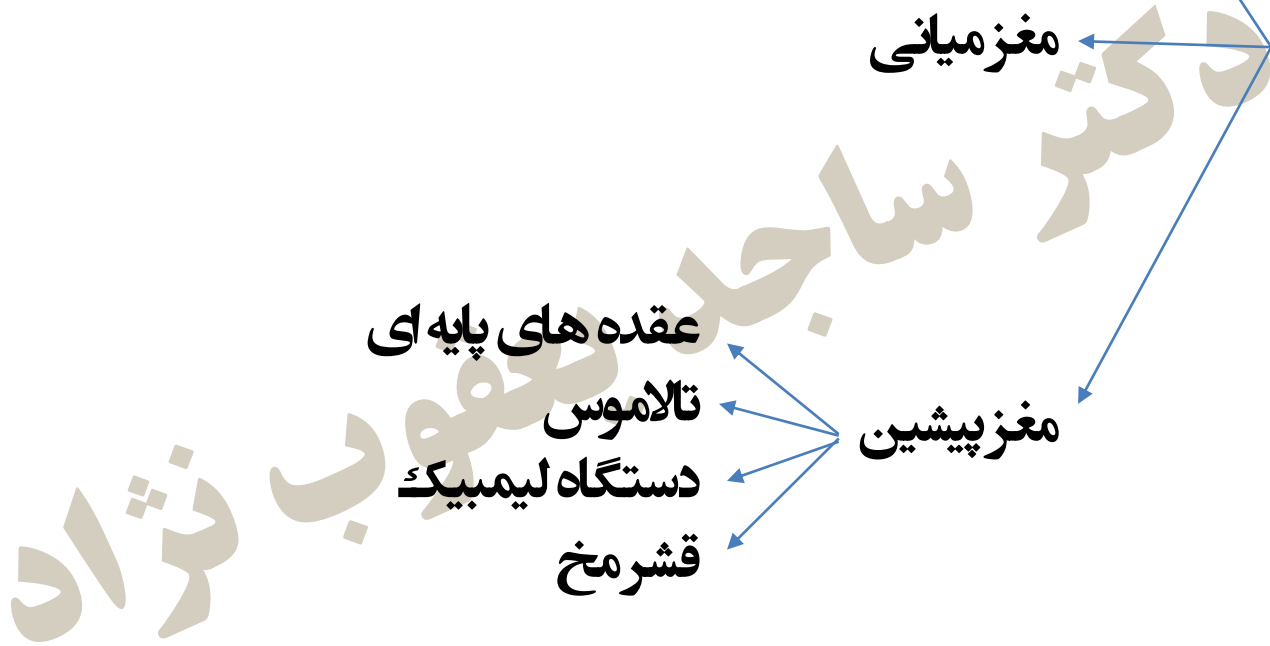 مغز میانی
عقده های پایه ای
تالاموس
مغز پیشین
دستگاه لیمبیک
قشر مخ
دکتر ساجد یعقوب نژاد